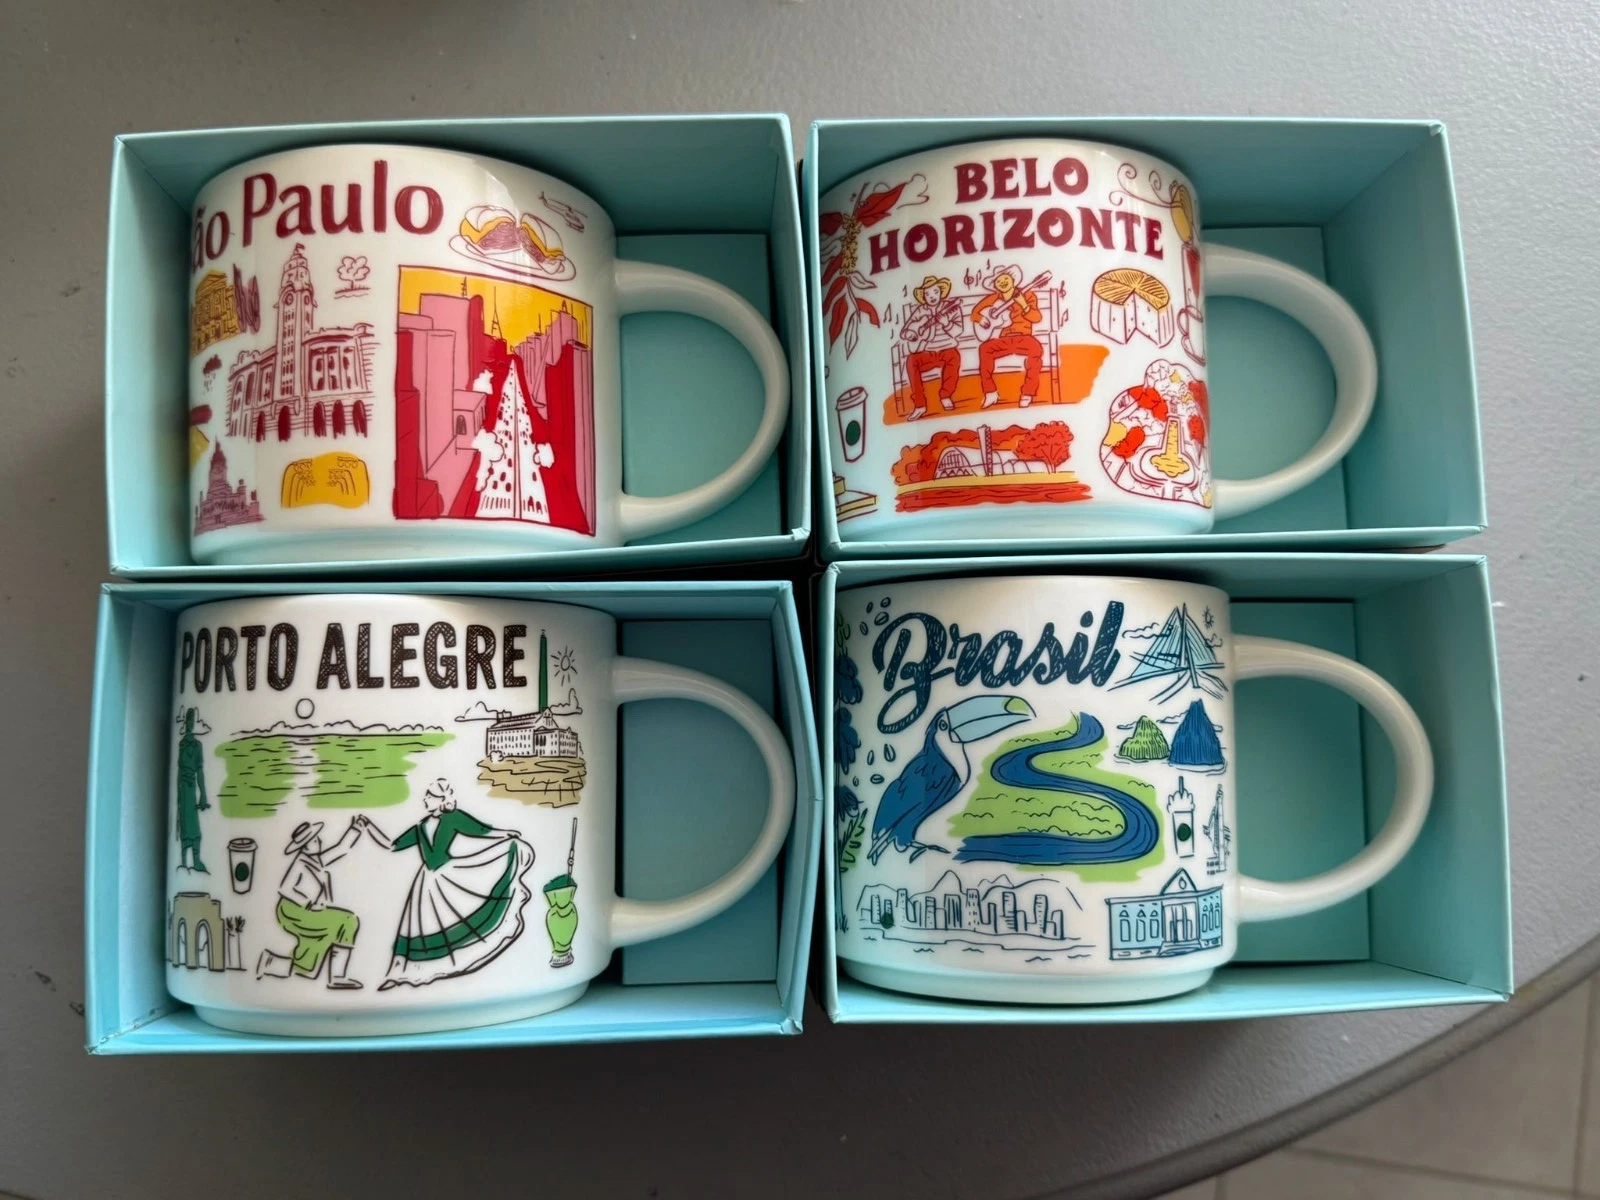 ão Paulo
BELO
HORIZONTE
PORTO ALEGRE
Brasil